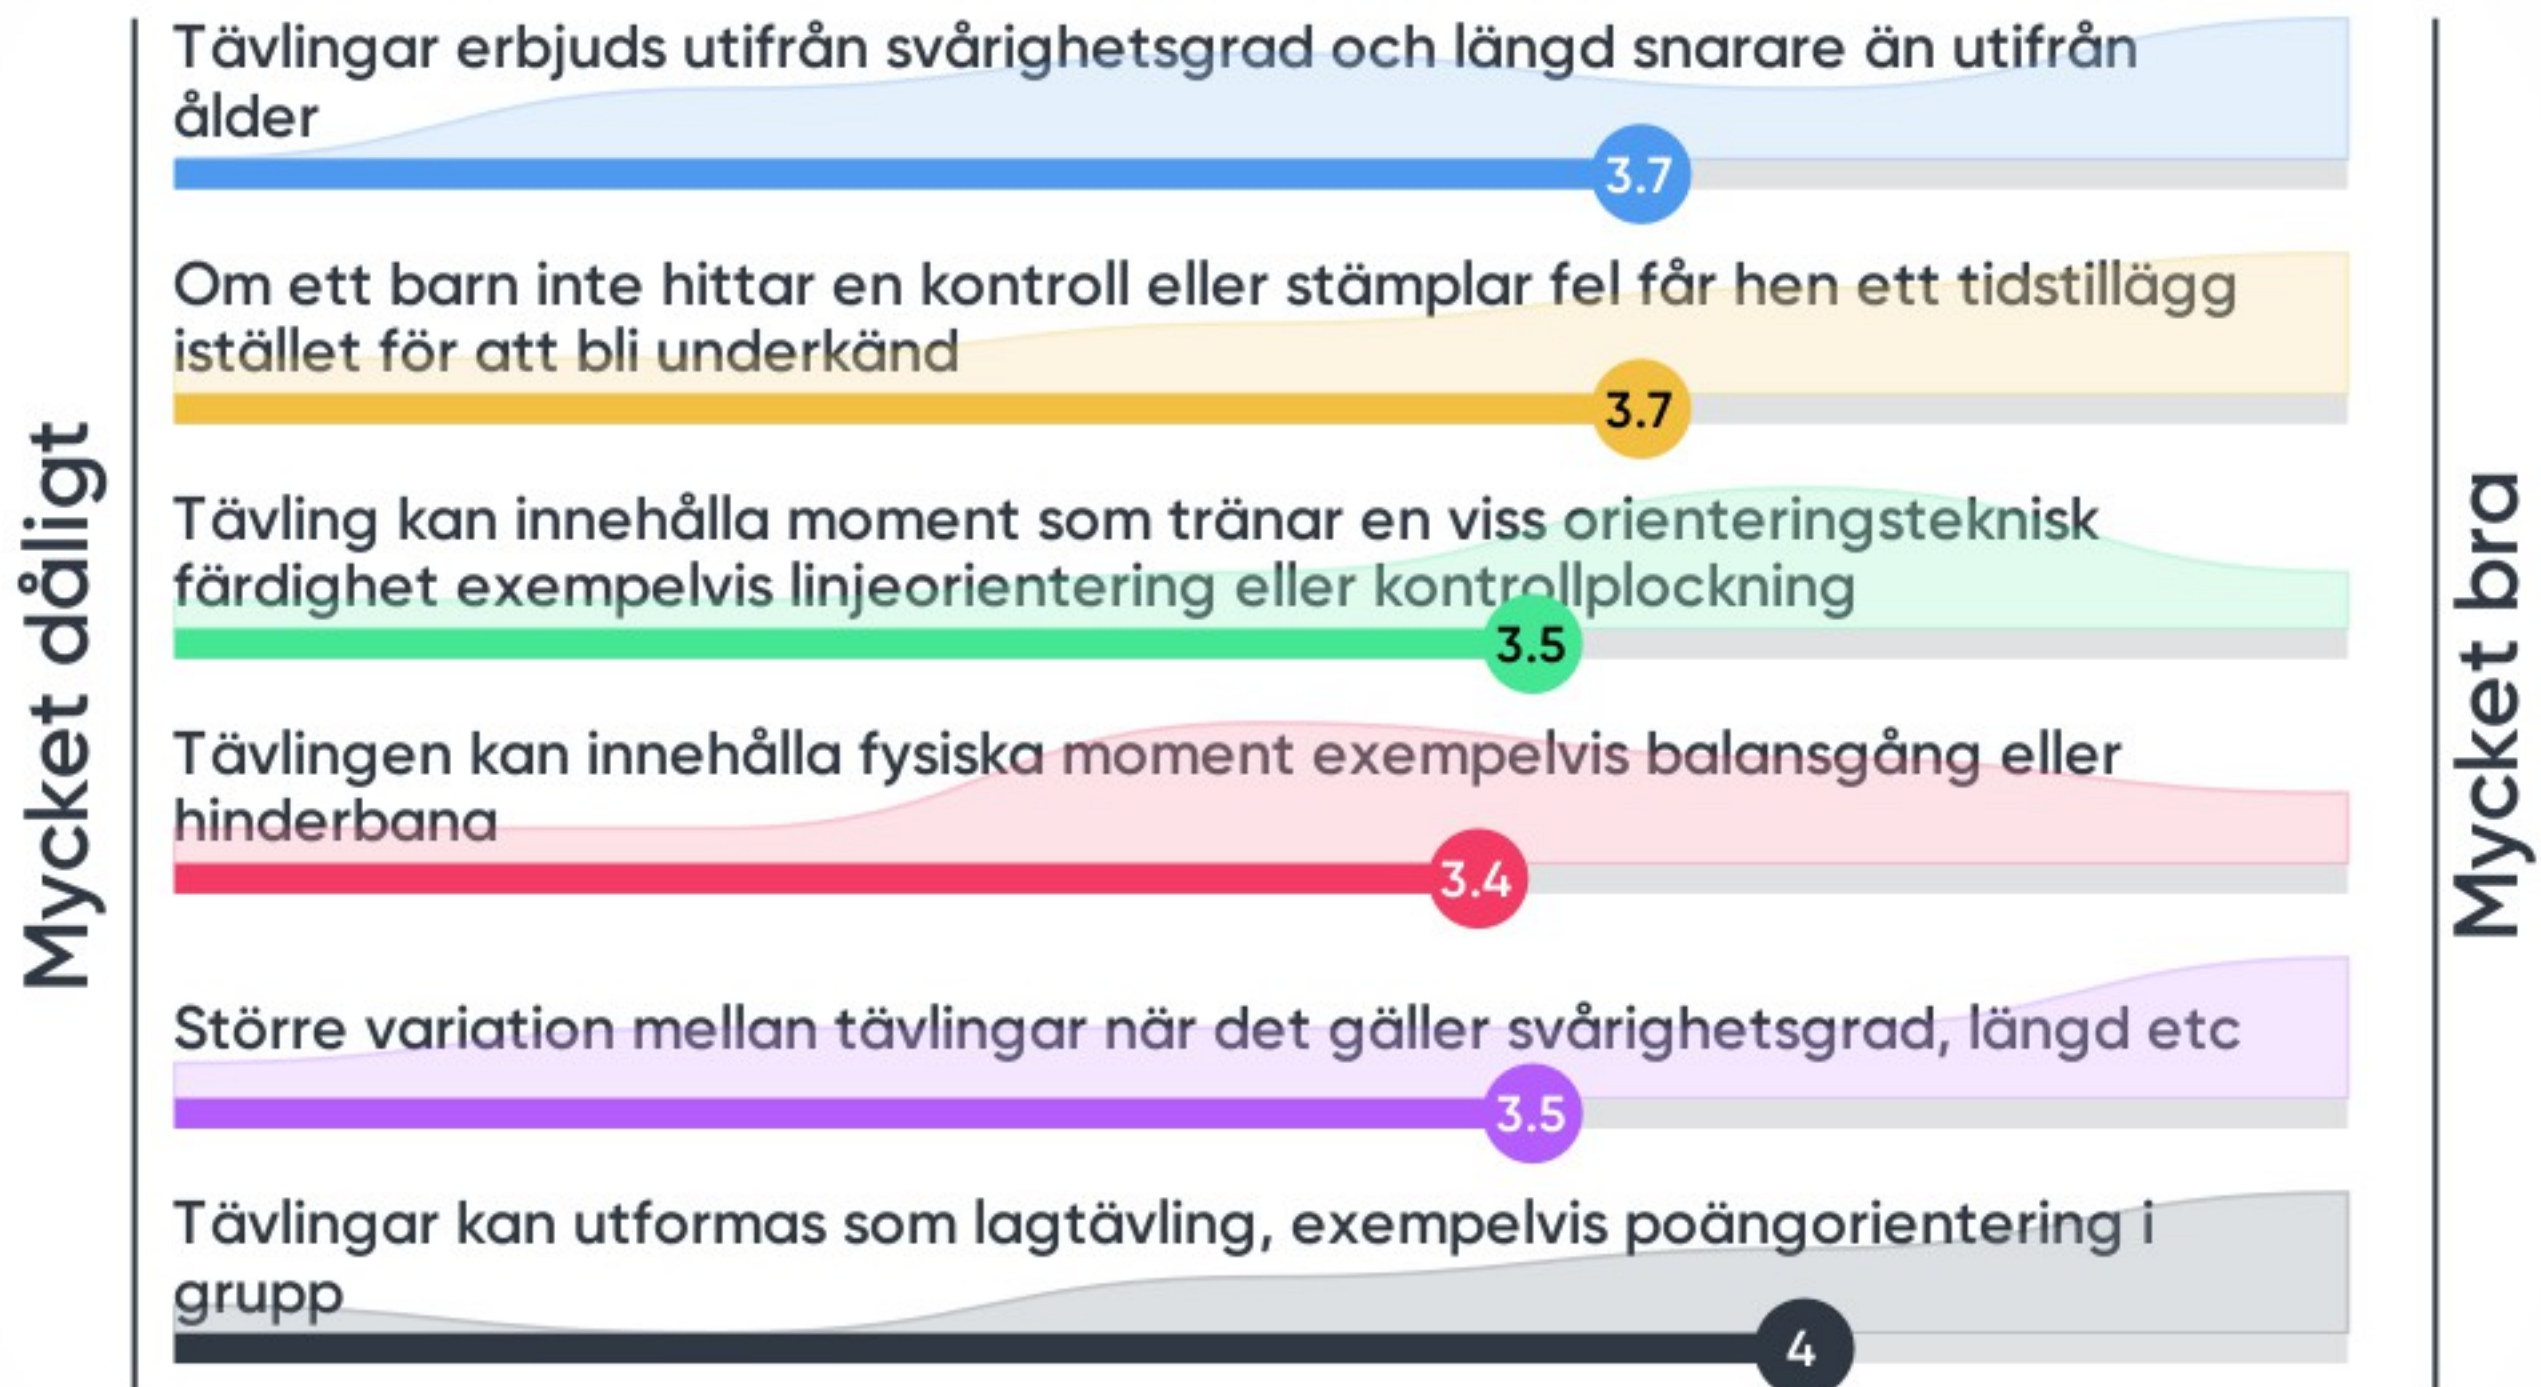 Mycket dåligt
Tävlingar erbjuds utifrån svårighetsgrad och längd snarare än utifrån
ålder
3.7
Om ett barn inte hittar en kontroll eller stämplar fel får hen ett tidstillägg
istället för att bli underkänd
3.7
Tävling kan innehålla moment som tränar en viss orienteringsteknisk
färdighet exempelvis linjeorientering eller kontrollplockning
3.5
Tävlingen kan innehålla fysiska moment exempelvis balansgång eller
hinderbana
3.4
Större variation mellan tävlingar när det gäller svårighetsgrad, längd etc
3.5
Tävlingar kan utformas som lagtävling, exempelvis poängorientering i
grupp
4
Mycket bra